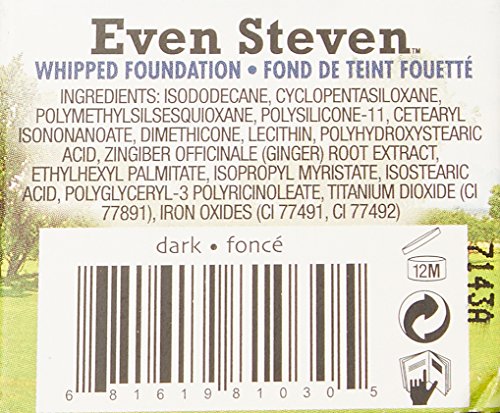 Even Steven™
WHIPPED FOUNDATION • FOND DE TEINT FOUETTÉ
INGREDIENTS: ISODODECANE, CYCLOPENTASILOXANE,
POLYMETHYLSILSESQUIOXANE, POLYSILICONE-11, CETEARYL
ISONONANOATE, DIMETHICONE, LECITHIN, POLYHYDROXYSTEARIC
ACID, ZINGIBER OFFICINALE (GINGER) ROOT EXTRACT,
ETHYLHEXYL PALMITATE, ISOPROPYL MYRISTATE, ISOSTEARIC
ACID, POLYGLYCERYL-3 POLYRICINOLEATE, TITANIUM DIOXIDE (CI
77891), IRON OXIDES (CI 77491, CI 77492)
dark • foncé
12M
7143A
6 81619 81030 5